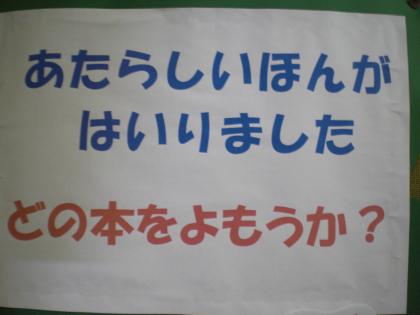 あたらしいほんが
はいりました
どの本をよもうか？